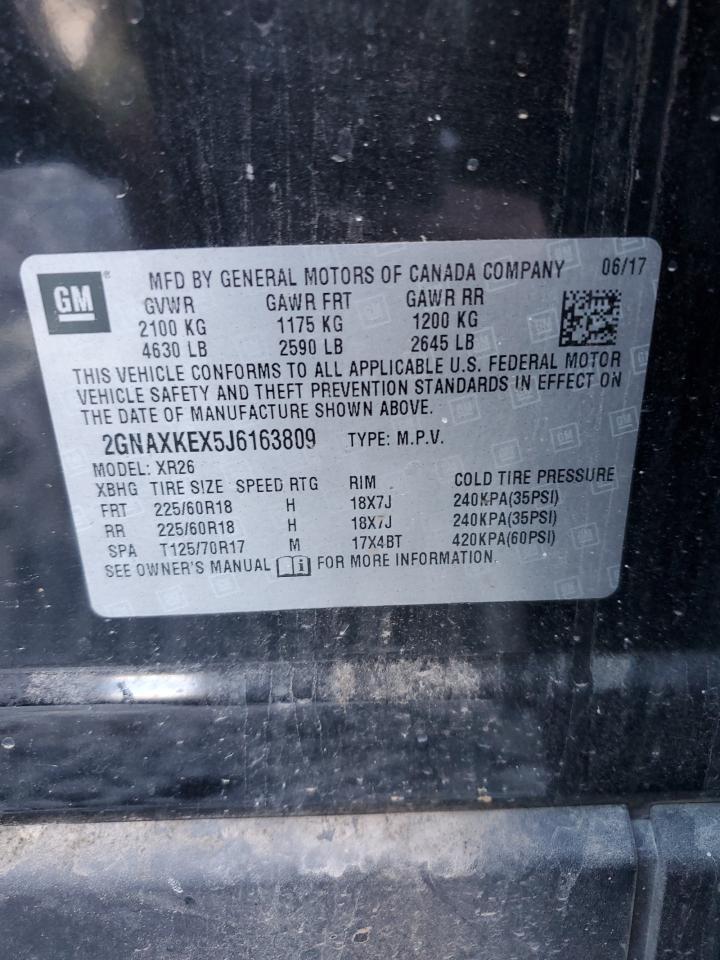 GM ® MFD BY GENERAL MOTORS OF CANADA COMPANY 06/17
GVWR GAWR FRT GAWR RR
2100 KG 1175 KG 1200 KG
4630 LB 2590 LB 2645 LB
THIS VEHICLE CONFORMS TO ALL APPLICABLE U.S. FEDERAL MOTOR
VEHICLE SAFETY AND THEFT PREVENTION STANDARDS IN EFFECT ON
THE DATE OF MANUFACTURE SHOWN ABOVE.
2GNAXKEX5J6163809 TYPE: M.P.V.
MODEL: XR26
XBHG TIRE SIZE SPEED RTG RIM COLD TIRE PRESSURE
FRT 225/60R18 H 18X7J 240KPA(35PSI)
RR 225/60R18 H 18X7J 240KPA(35PSI)
SPA T125/70R17 M 17X4BT 420KPA(60PSI)
SEE OWNER'S MANUAL FOR MORE INFORMATION